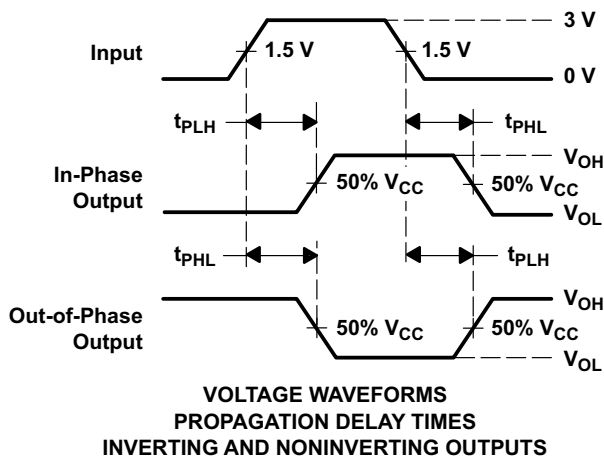 3 V
Input
1.5 V
1.5 V
0 V
tPLH
tPHL
VOH
In-Phase
Output
50% VCC
50% VCC
VOL
tPHL
tPLH
VOH
Out-of-Phase
Output
50% VCC
50% VCC
VOL
VOLTAGE WAVEFORMS
PROPAGATION DELAY TIMES
INVERTING AND NONINVERTING OUTPUTS